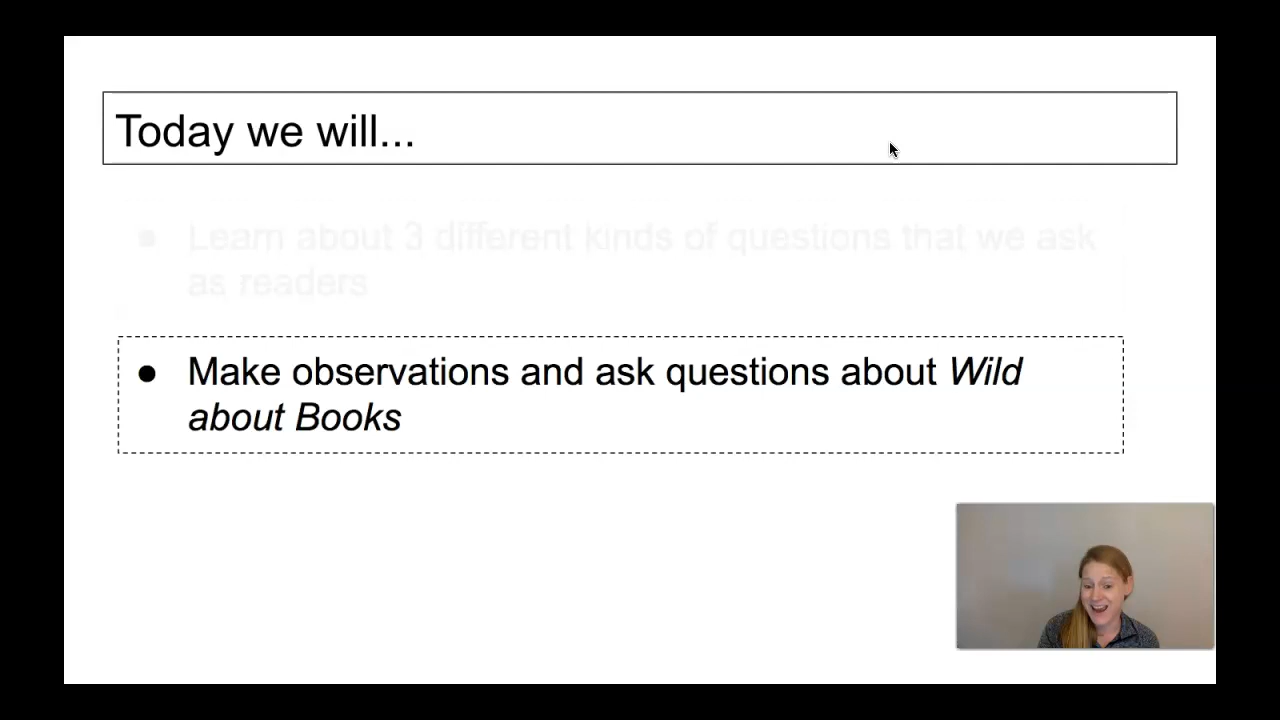 Today we will...
● Learn about 3 different kinds of questions that we ask
as readers
● Make observations and ask questions about Wild
about Books